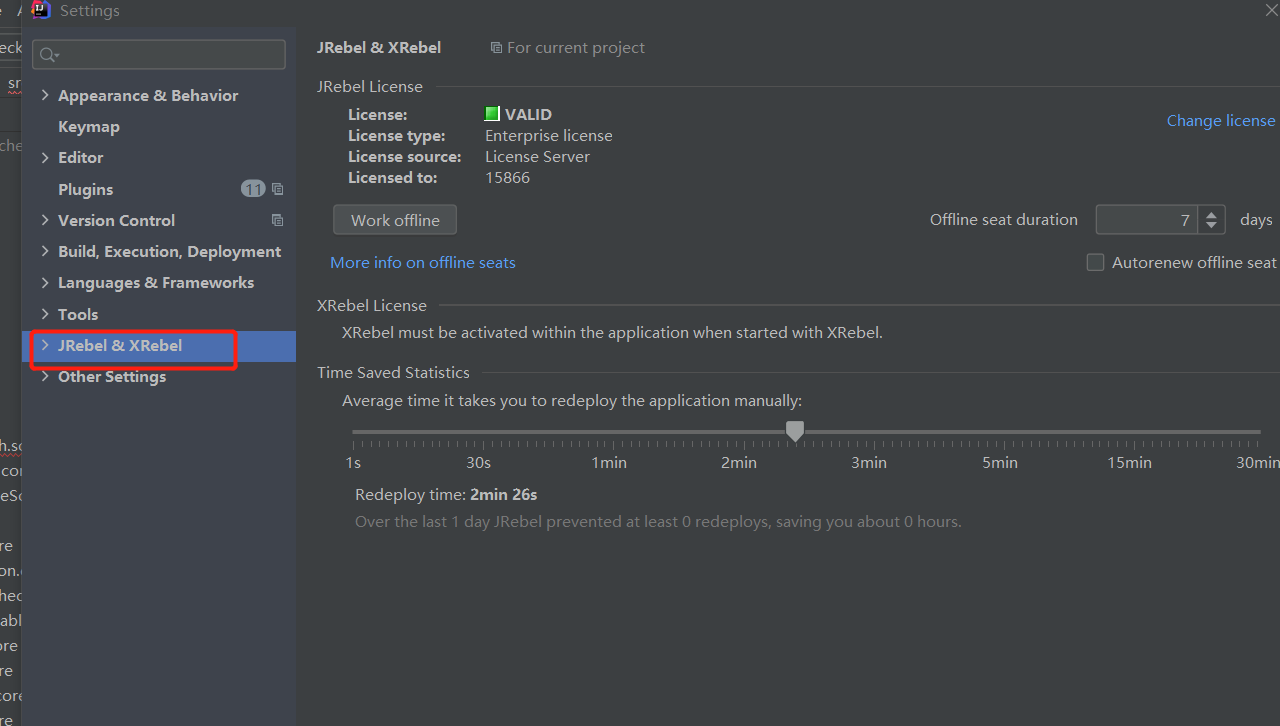 Settings
JRebel & XRebel
For current project
JRebel License
License: VALID
License type: Enterprise license
License source: License Server
Licensed to: 15866
Change license
Work offline
Offline seat duration 7 days
More info on offline seats
Autorenew offline seat
XRebel License
XRebel must be activated within the application when started with XRebel.
Time Saved Statistics
Average time it takes you to redeploy the application manually:
1s 30s 1min 2min 3min 5min 15min 30min
Redeploy time: 2min 26s
Over the last 1 day JRebel prevented at least 0 redeploys, saving you about 0 hours.
Appearance & Behavior
Keymap
Editor
Plugins 11
Version Control
Build, Execution, Deployment
Languages & Frameworks
Tools
JRebel & XRebel
Other Settings